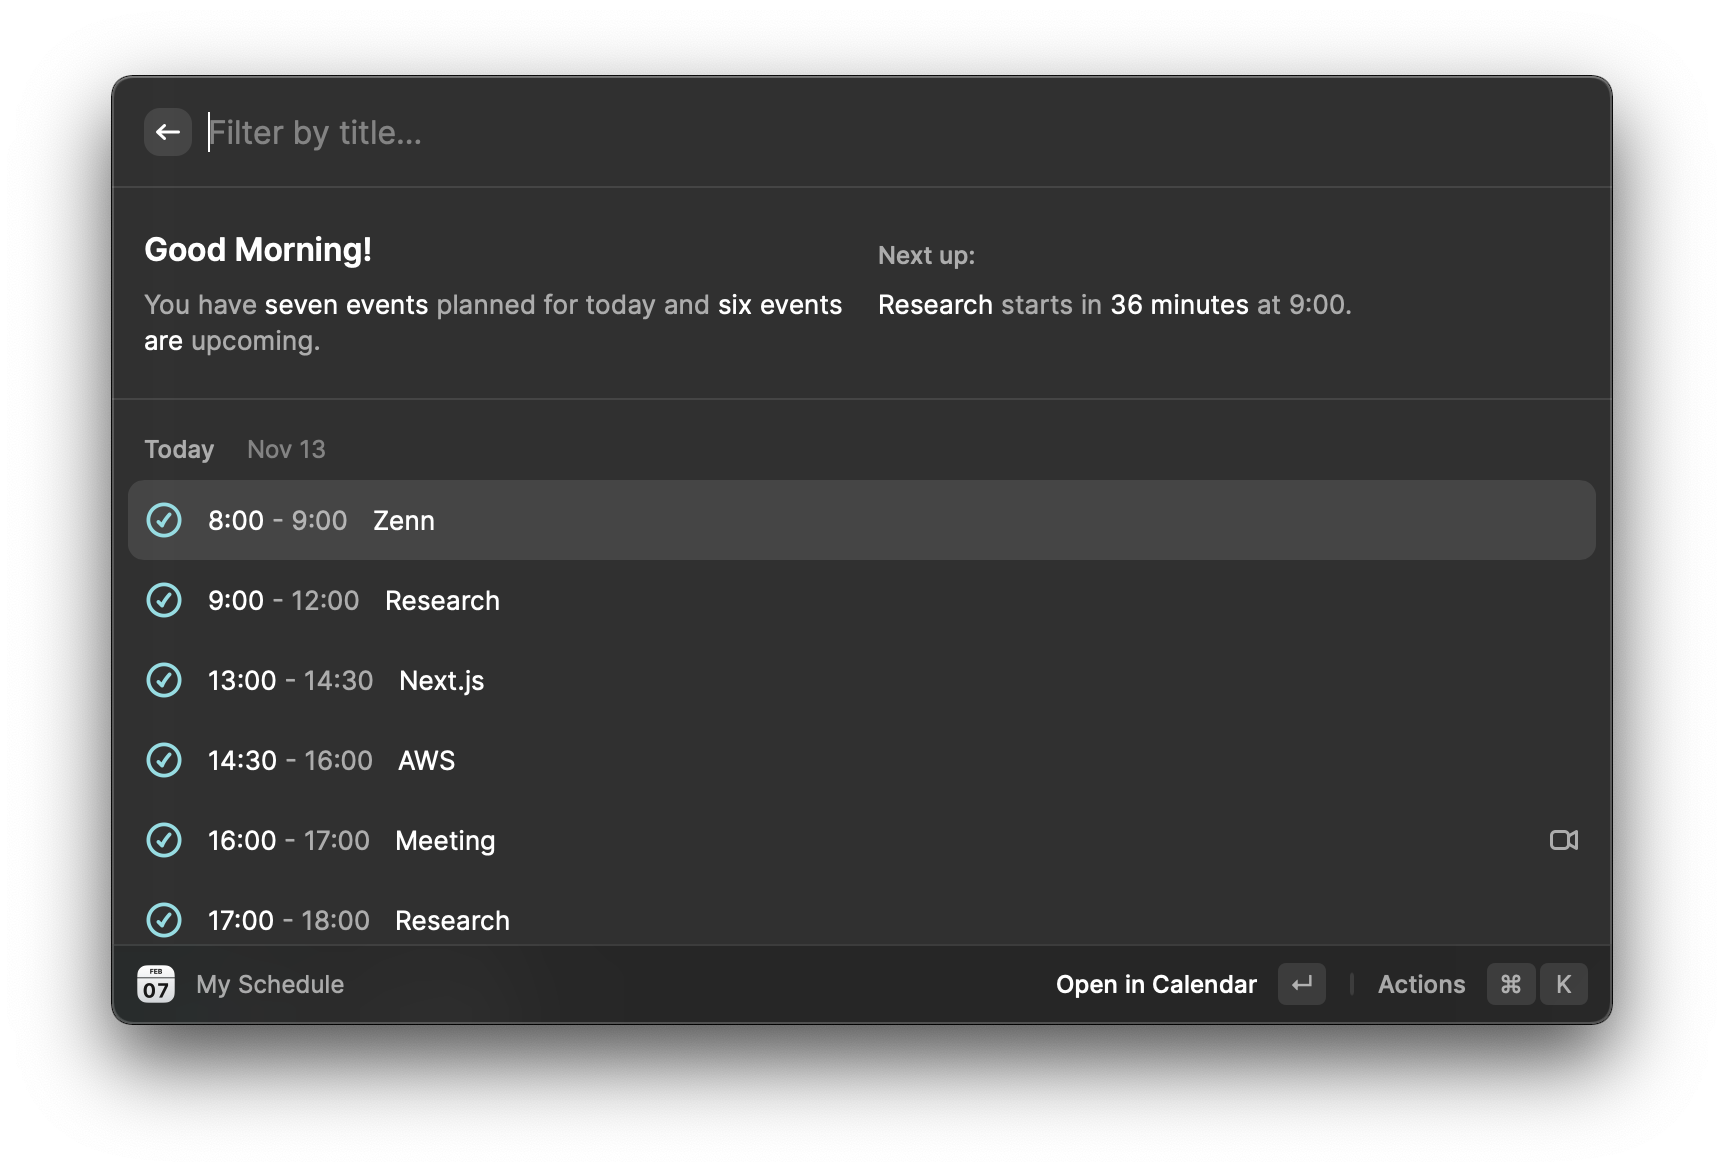 Filter by title...
Good Morning!
You have seven events planned for today and six events
are upcoming.
Next up:
Research starts in 36 minutes at 9:00.
Today Nov 13
8:00 - 9:00 Zenn
9:00 - 12:00 Research
13:00 - 14:30 Next.js
14:30 - 16:00 AWS
16:00 - 17:00 Meeting
17:00 - 18:00 Research
FEB
07
My Schedule
Open in Calendar ↵
Actions ⌘ K